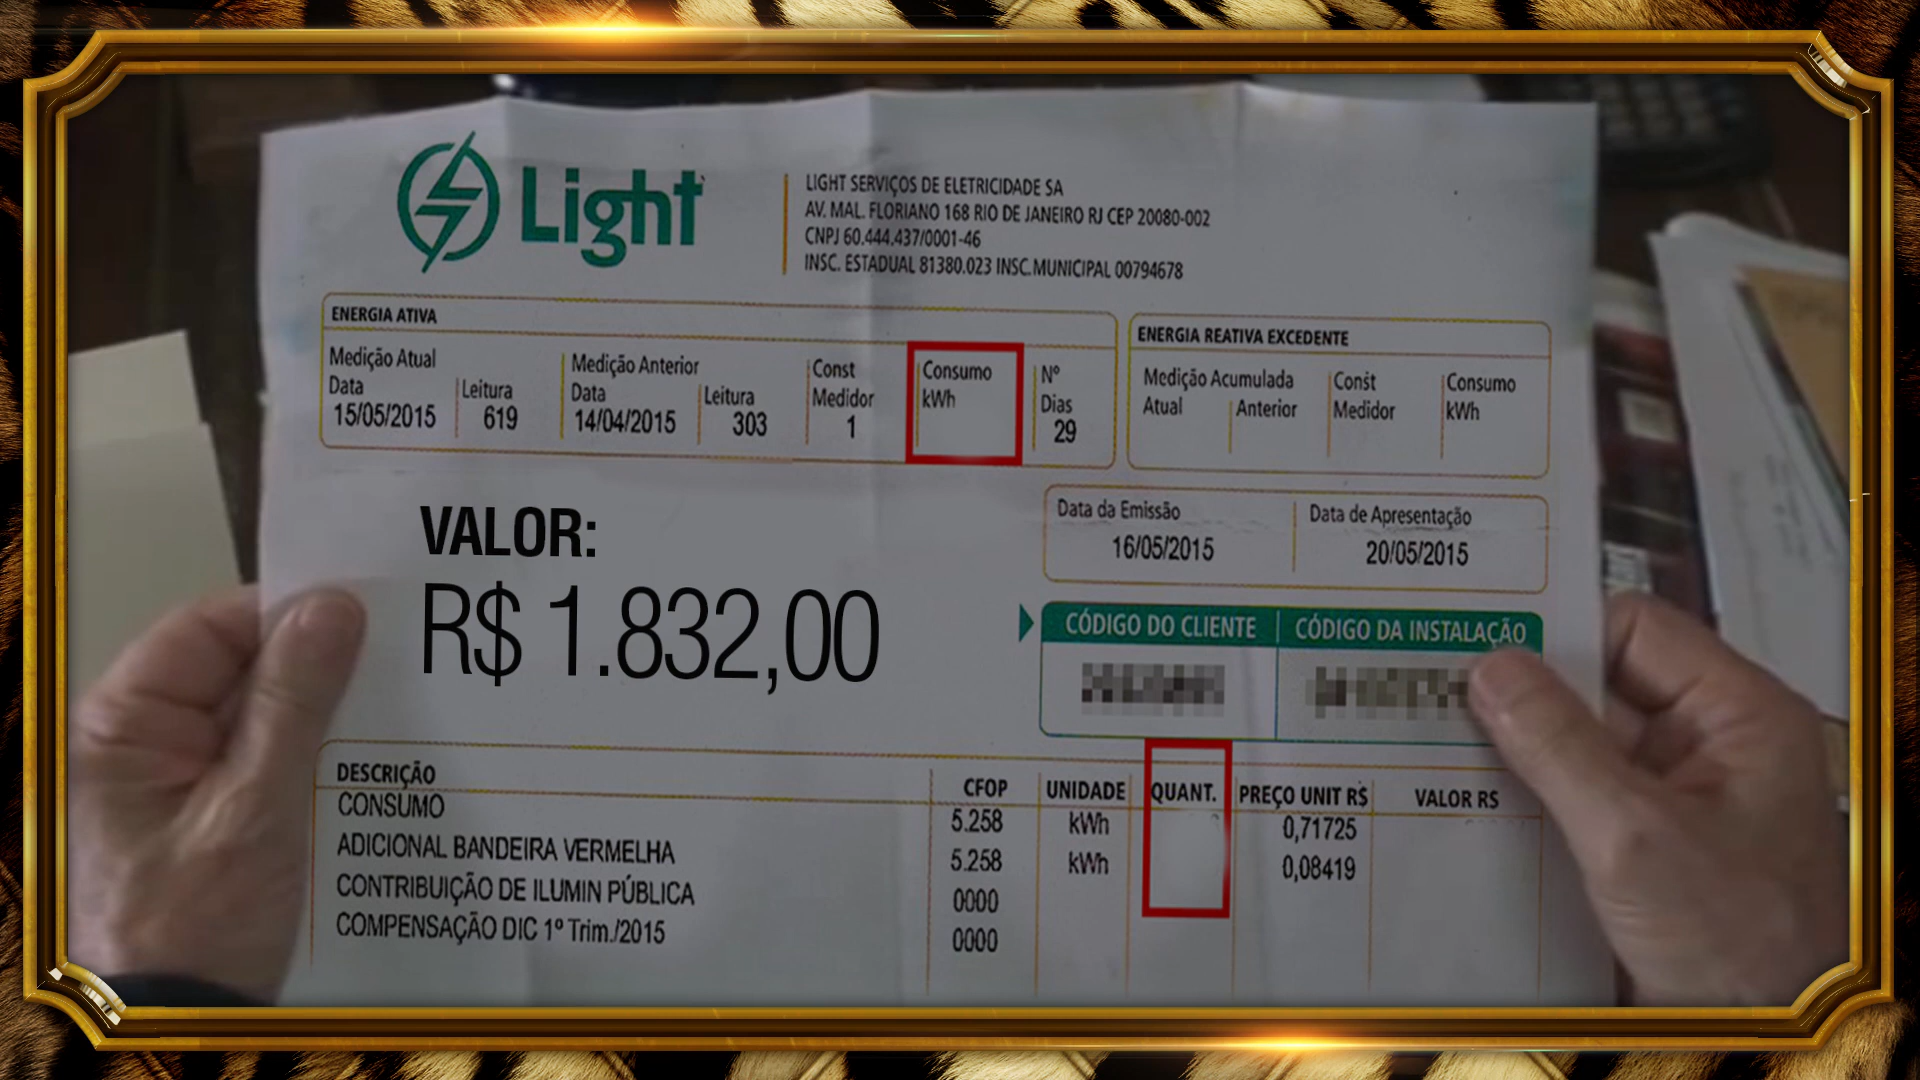 Light
LIGHT SERVIÇOS DE ELETRICIDADE SA
AV. MAL. FLORIANO 168 RIO DE JANEIRO RJ CEP 20080-002
CNPJ 60.444.437/0001-46
INSC. ESTADUAL 81380.023 INSC.MUNICIPAL 00794678
ENERGIA ATIVA
Medição Atual
Data
15/05/2015
Leitura
619
Medição Anterior
Data
14/04/2015
Leitura
303
Const
Medidor
1
Consumo
kWh
Nº
Dias
29
ENERGIA REATIVA EXCEDENTE
Medição Acumulada
Atual
Anterior
Const
Medidor
Consumo
kWh
VALOR:
R$ 1.832,00
Data da Emissão
16/05/2015
Data de Apresentação
20/05/2015
CÓDIGO DO CLIENTE
CÓDIGO DA INSTALAÇÃO
DESCRIÇÃO CFOP UNIDADE QUANT. PREÇO UNIT R$ VALOR RS
CONSUMO 5.258 kWh 0,71725
ADICIONAL BANDEIRA VERMELHA 5.258 kWh 0,08419
CONTRIBUIÇÃO DE ILUMIN PÚBLICA 0000
COMPENSAÇÃO DIC 1º Trim./2015 0000